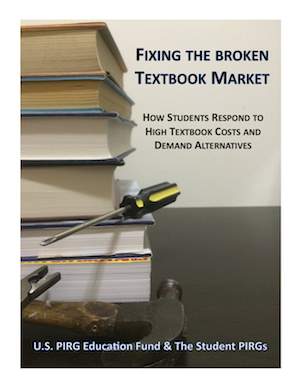 FIXING THE BROKEN
TEXTBOOK MARKET
HOW STUDENTS RESPOND TO
HIGH TEXTBOOK COSTS AND
DEMAND ALTERNATIVES
U.S. PIRG Education Fund & The Student PIRGs